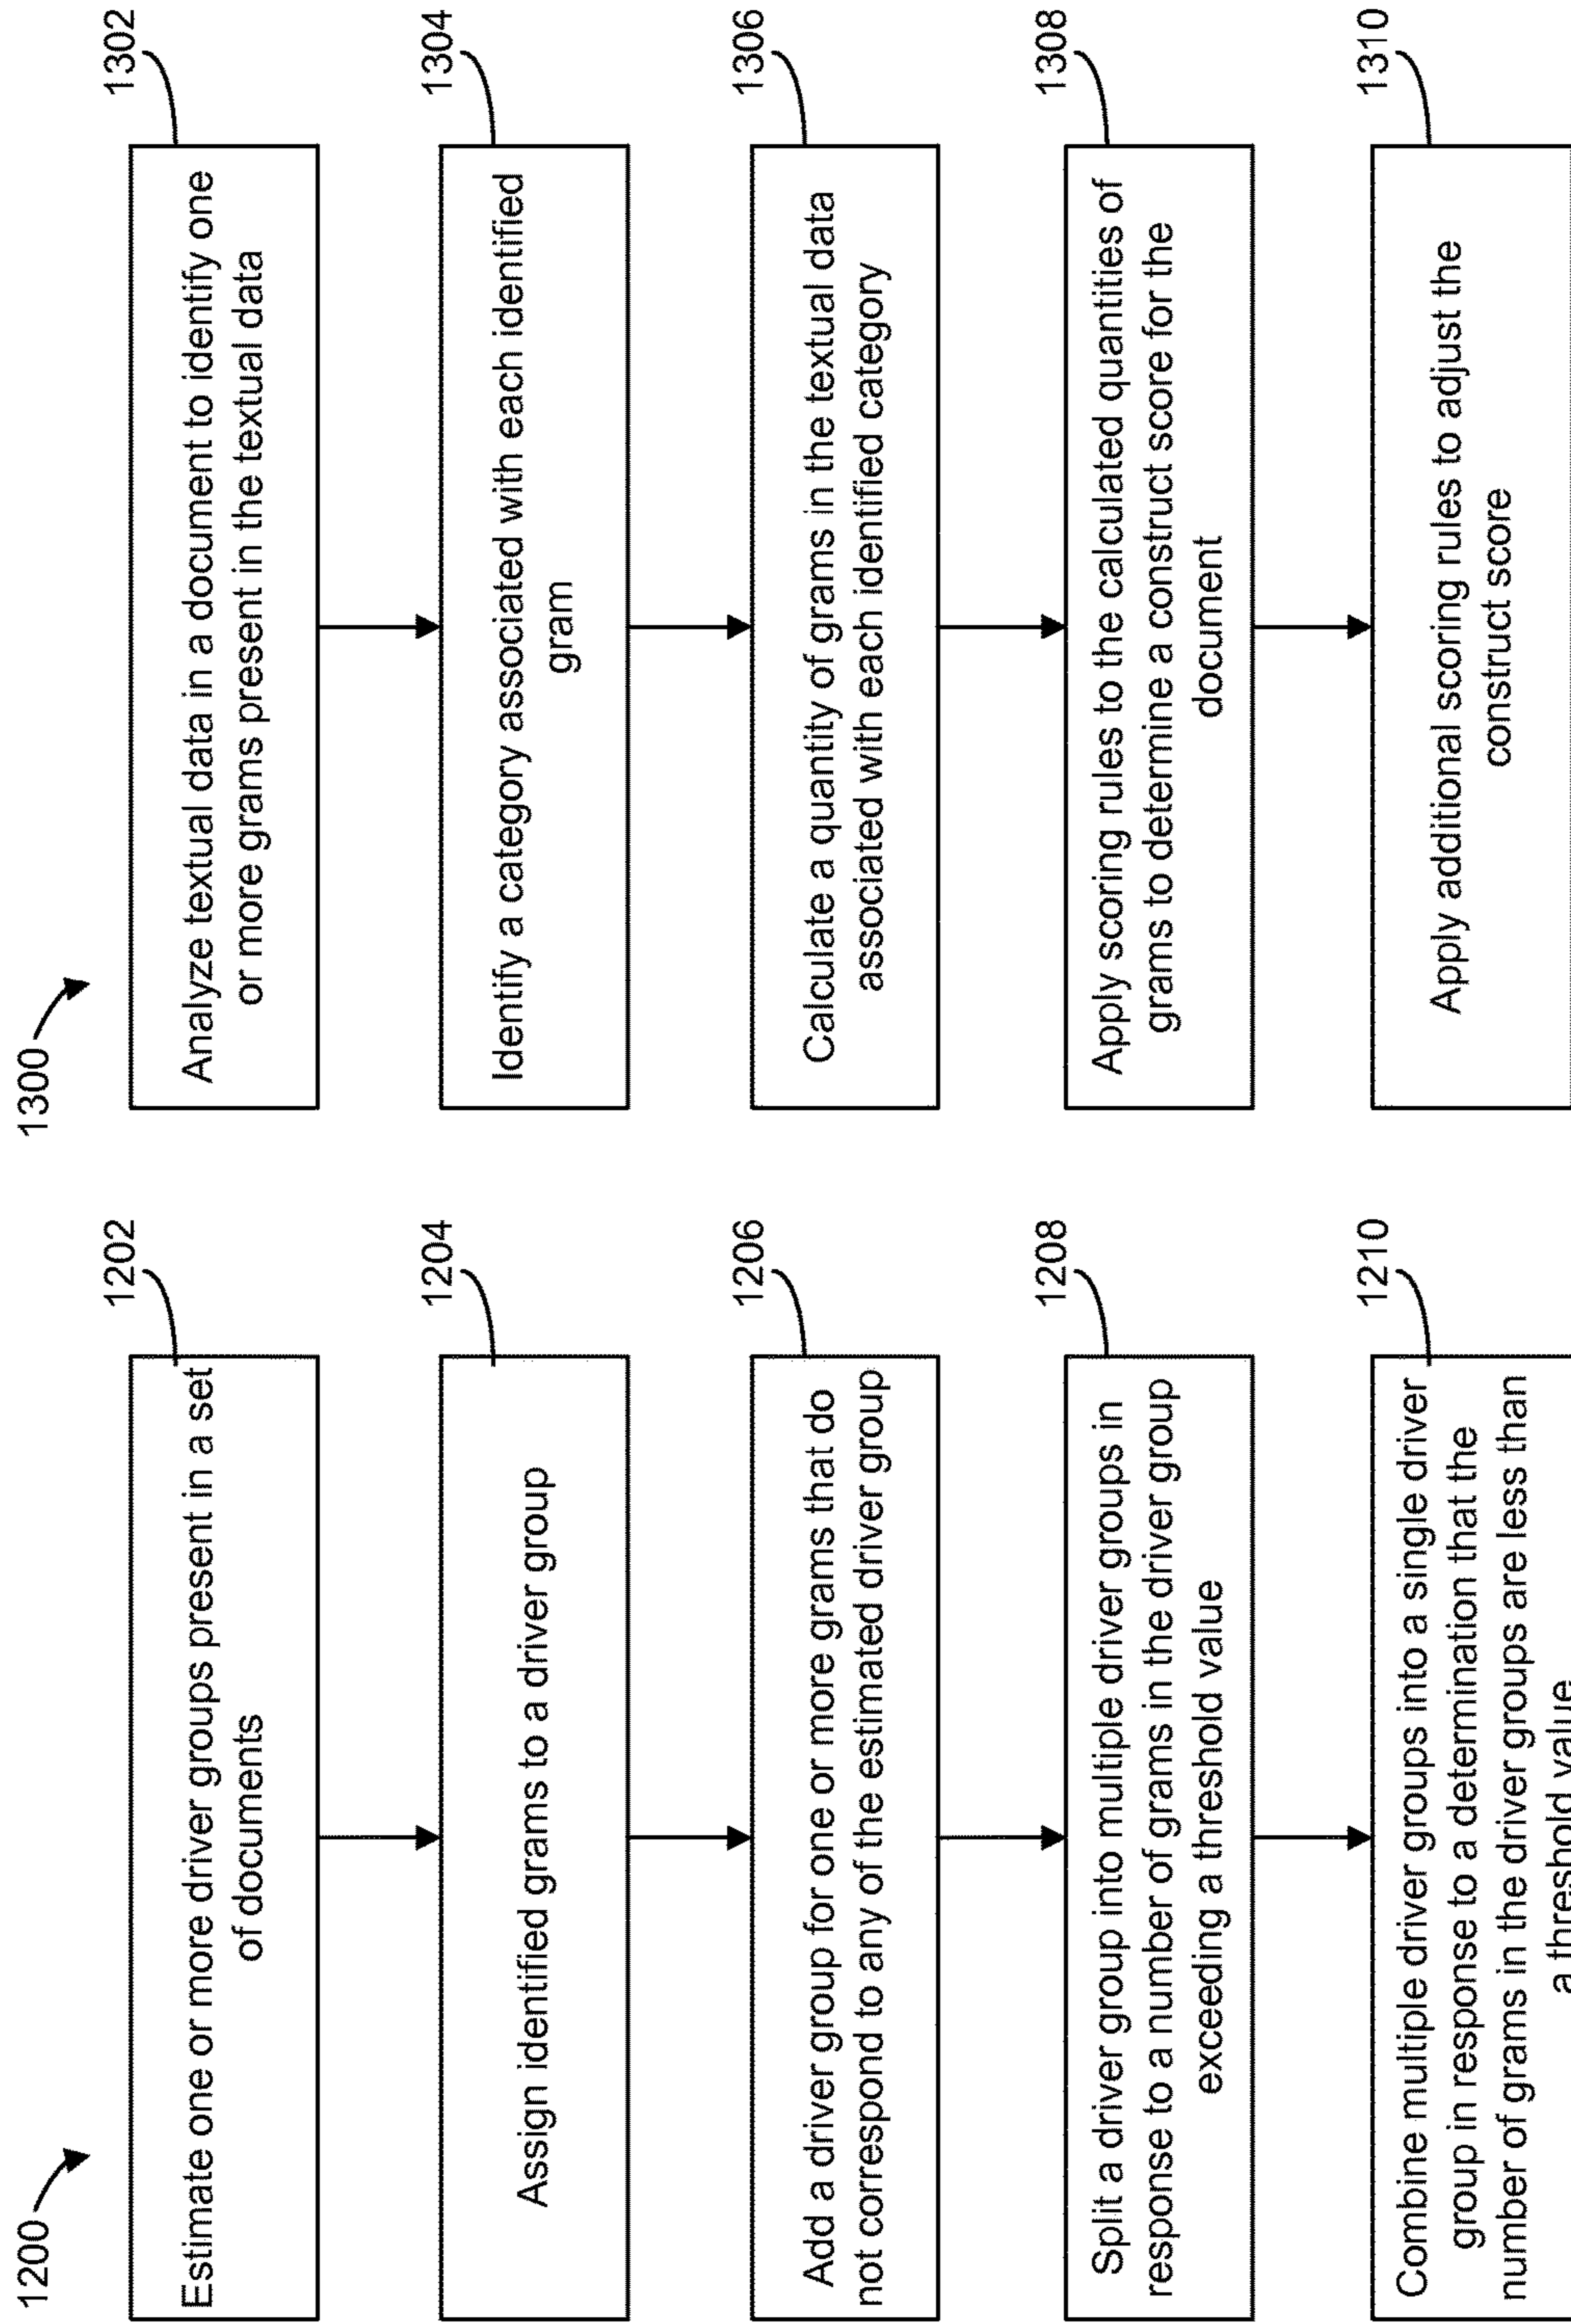 1200
1202
Estimate one or more driver groups present in a set
of documents
1204
Assign identified grams to a driver group
1206
Add a driver group for one or more grams that do
not correspond to any of the estimated driver group
1208
Split a driver group into multiple driver groups in
response to a number of grams in the driver group
exceeding a threshold value
1210
Combine multiple driver groups into a single driver
group in response to a determination that the
number of grams in the driver groups are less than
a threshold value
1300
1302
Analyze textual data in a document to identify one
or more grams present in the textual data
1304
Identify a category associated with each identified
gram
1306
Calculate a quantity of grams in the textual data
associated with each identified category
1308
Apply scoring rules to the calculated quantities of
grams to determine a construct score for the
document
1310
Apply additional scoring rules to adjust the
construct score